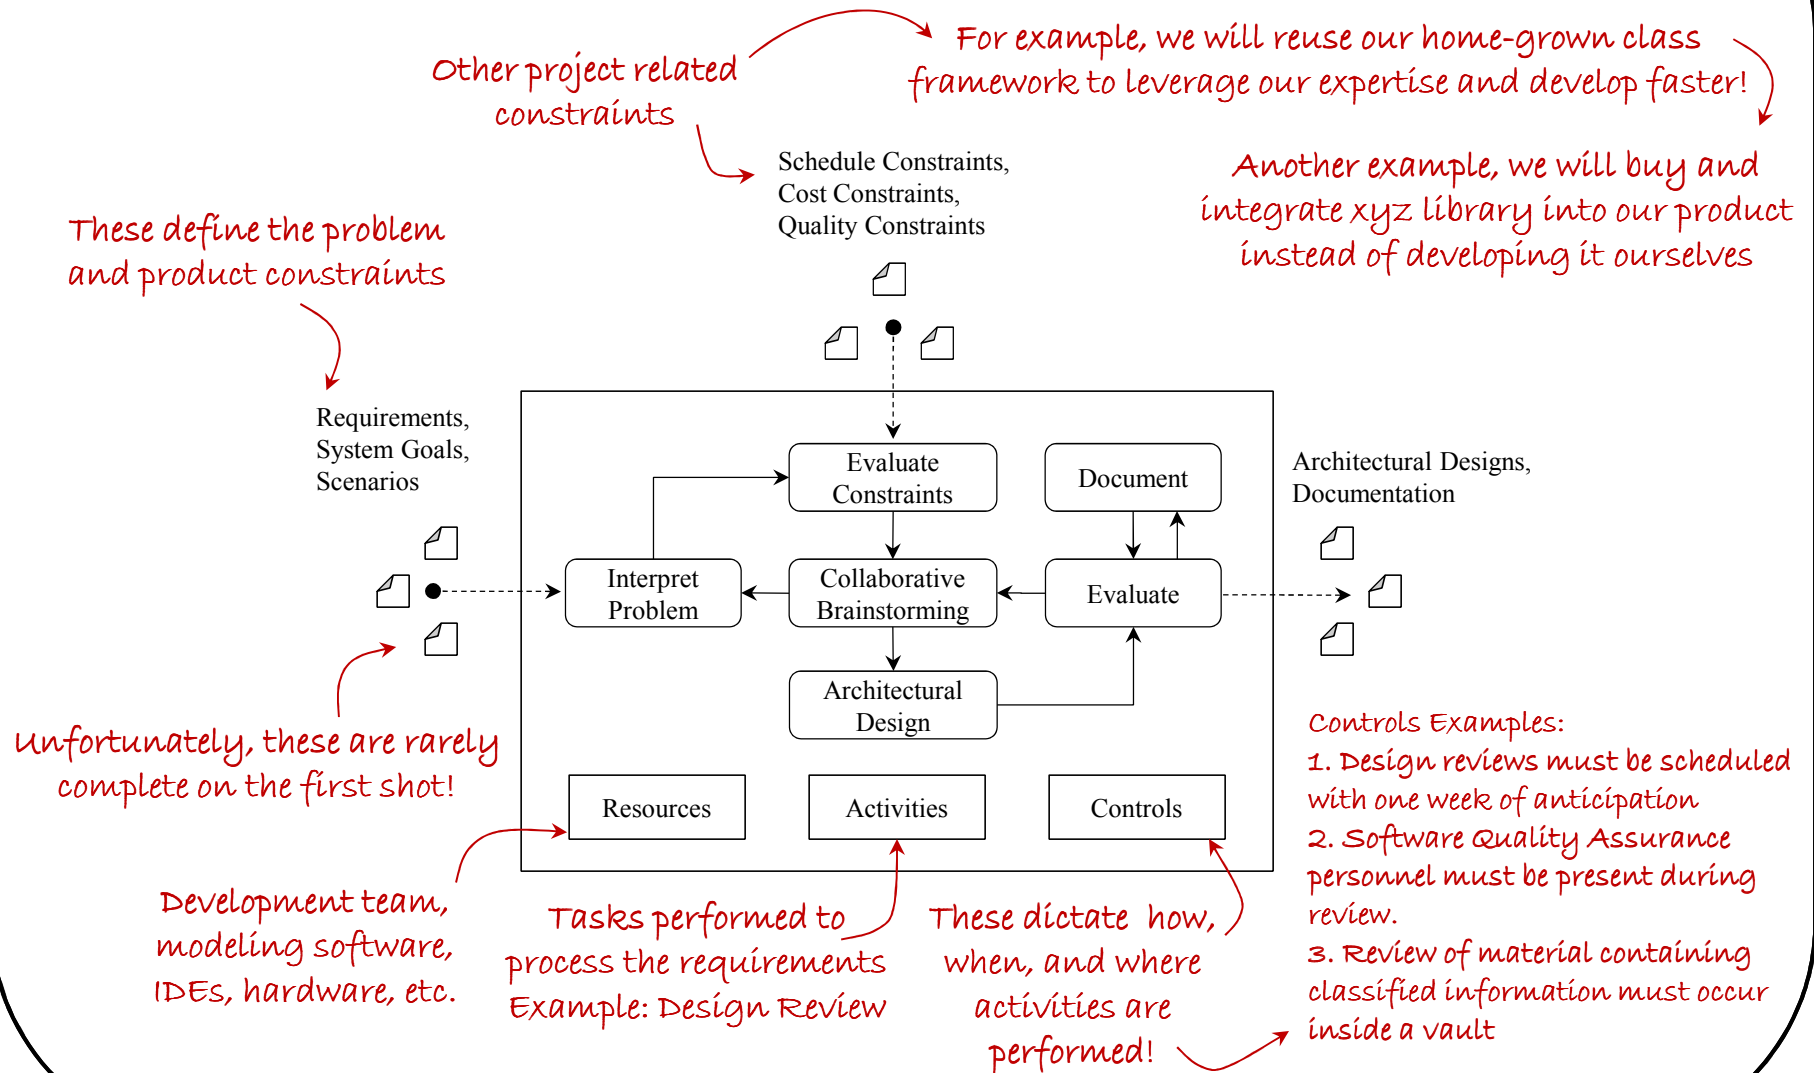 Other project related
constraints
For example, we will reuse our home-grown class
framework to leverage our expertise and develop faster!
Another example, we will buy and
integrate xyz library into our product
instead of developing it ourselves
Schedule Constraints,
Cost Constraints,
Quality Constraints
These define the problem
and product constraints
Requirements,
System Goals,
Scenarios
Evaluate
Constraints
Document
Architectural Designs,
Documentation
Interpret
Problem
Collaborative
Brainstorming
Evaluate
Architectural
Design
Unfortunately, these are rarely
complete on the first shot!
Resources
Activities
Controls
Controls Examples:
1. Design reviews must be scheduled
with one week of anticipation
2. Software Quality Assurance
personnel must be present during
review.
3. Review of material containing
classified information must occur
inside a vault
Development team,
modeling software,
IDEs, hardware, etc.
Tasks performed to
process the requirements
Example: Design Review
These dictate how,
when, and where
activities are
performed!